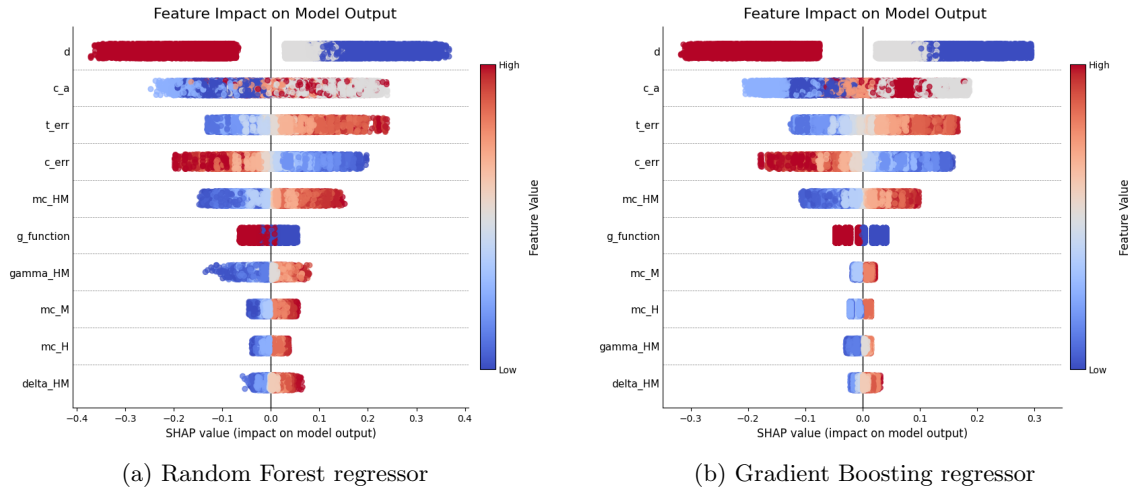 Feature Impact on Model Output
d
c_a
t_err
c_err
mc_HM
g_function
gamma_HM
mc_M
mc_H
delta_HM
−0.4 −0.3 −0.2 −0.1 0.0 0.1 0.2 0.3 0.4
SHAP value (impact on model output)
High
Feature Value
Low
(a) Random Forest regressor
Feature Impact on Model Output
d
c_a
t_err
c_err
mc_HM
g_function
mc_M
mc_H
gamma_HM
delta_HM
−0.3 −0.2 −0.1 0.0 0.1 0.2 0.3
SHAP value (impact on model output)
High
Feature Value
Low
(b) Gradient Boosting regressor